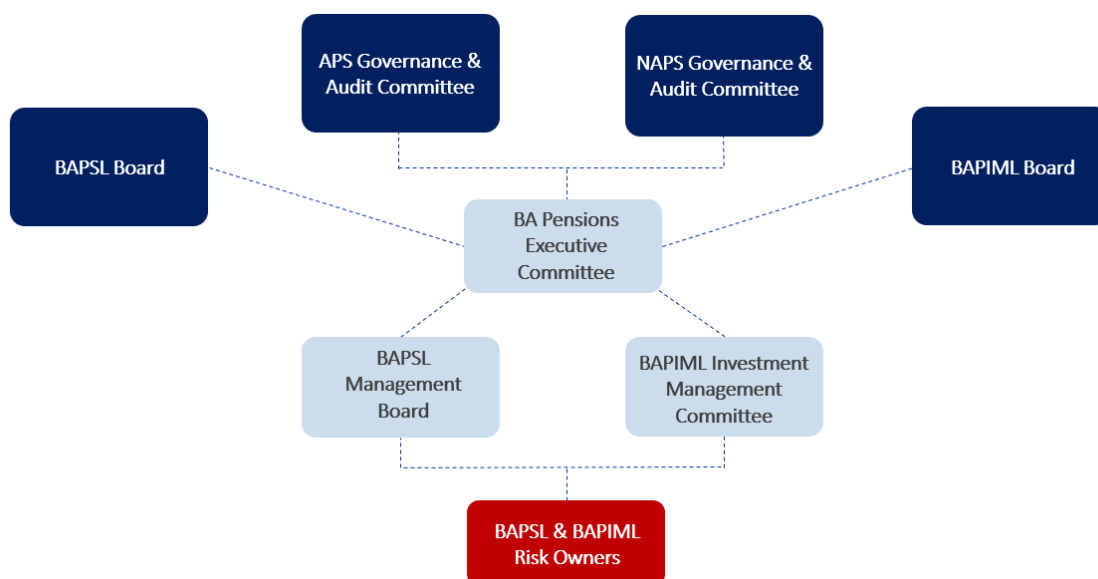 APS Governance &
Audit Committee
NAPS Governance &
Audit Committee
BAPSL Board
BAPIML Board
BA Pensions
Executive
Committee
BAPSL
Management
Board
BAPIML Investment
Management
Committee
BAPSL & BAPIML
Risk Owners